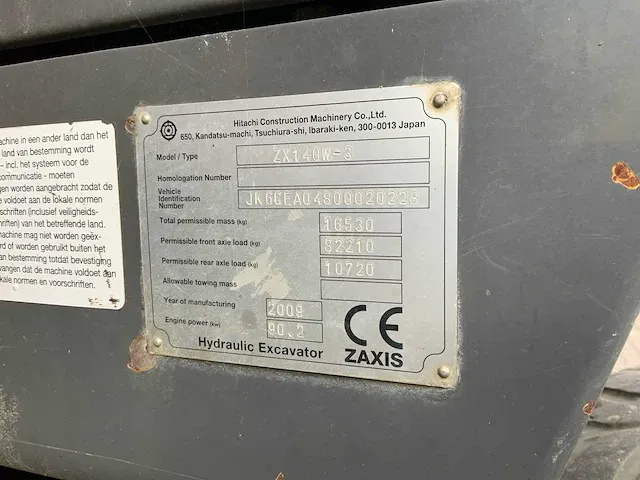 achine in een ander land dan het
land van bestemming wordt
– incl. het systeem voor de
communicatie - moeten
gen worden aangebracht zodat de
e voldoet aan de lokale normen
schriften (inclusief veiligheids-
hriften) van het betreffende land.
machine mag niet worden geëx-
rd of worden gebruikt buiten het
van bestemming totdat bevestiging
vangen dat de machine voldoet aan
kale normen en voorschriften.
Hitachi Construction Machinery Co.,Ltd.
650, Kandatsu-machi, Tsuchiura-shi, Ibaraki-ken, 300-0013 Japan
Model / Type ZX140W-3
Homologation Number
Vehicle
Identification
Number
Total permissible mass(kg) 16530
Permissible front axle load(kg)
Permissible rear axle load(kg) 10720
Allowable towing mass
Year of manufacturing
Engine power(kw) 90.2
CE
Hydraulic Excavator ZAXIS